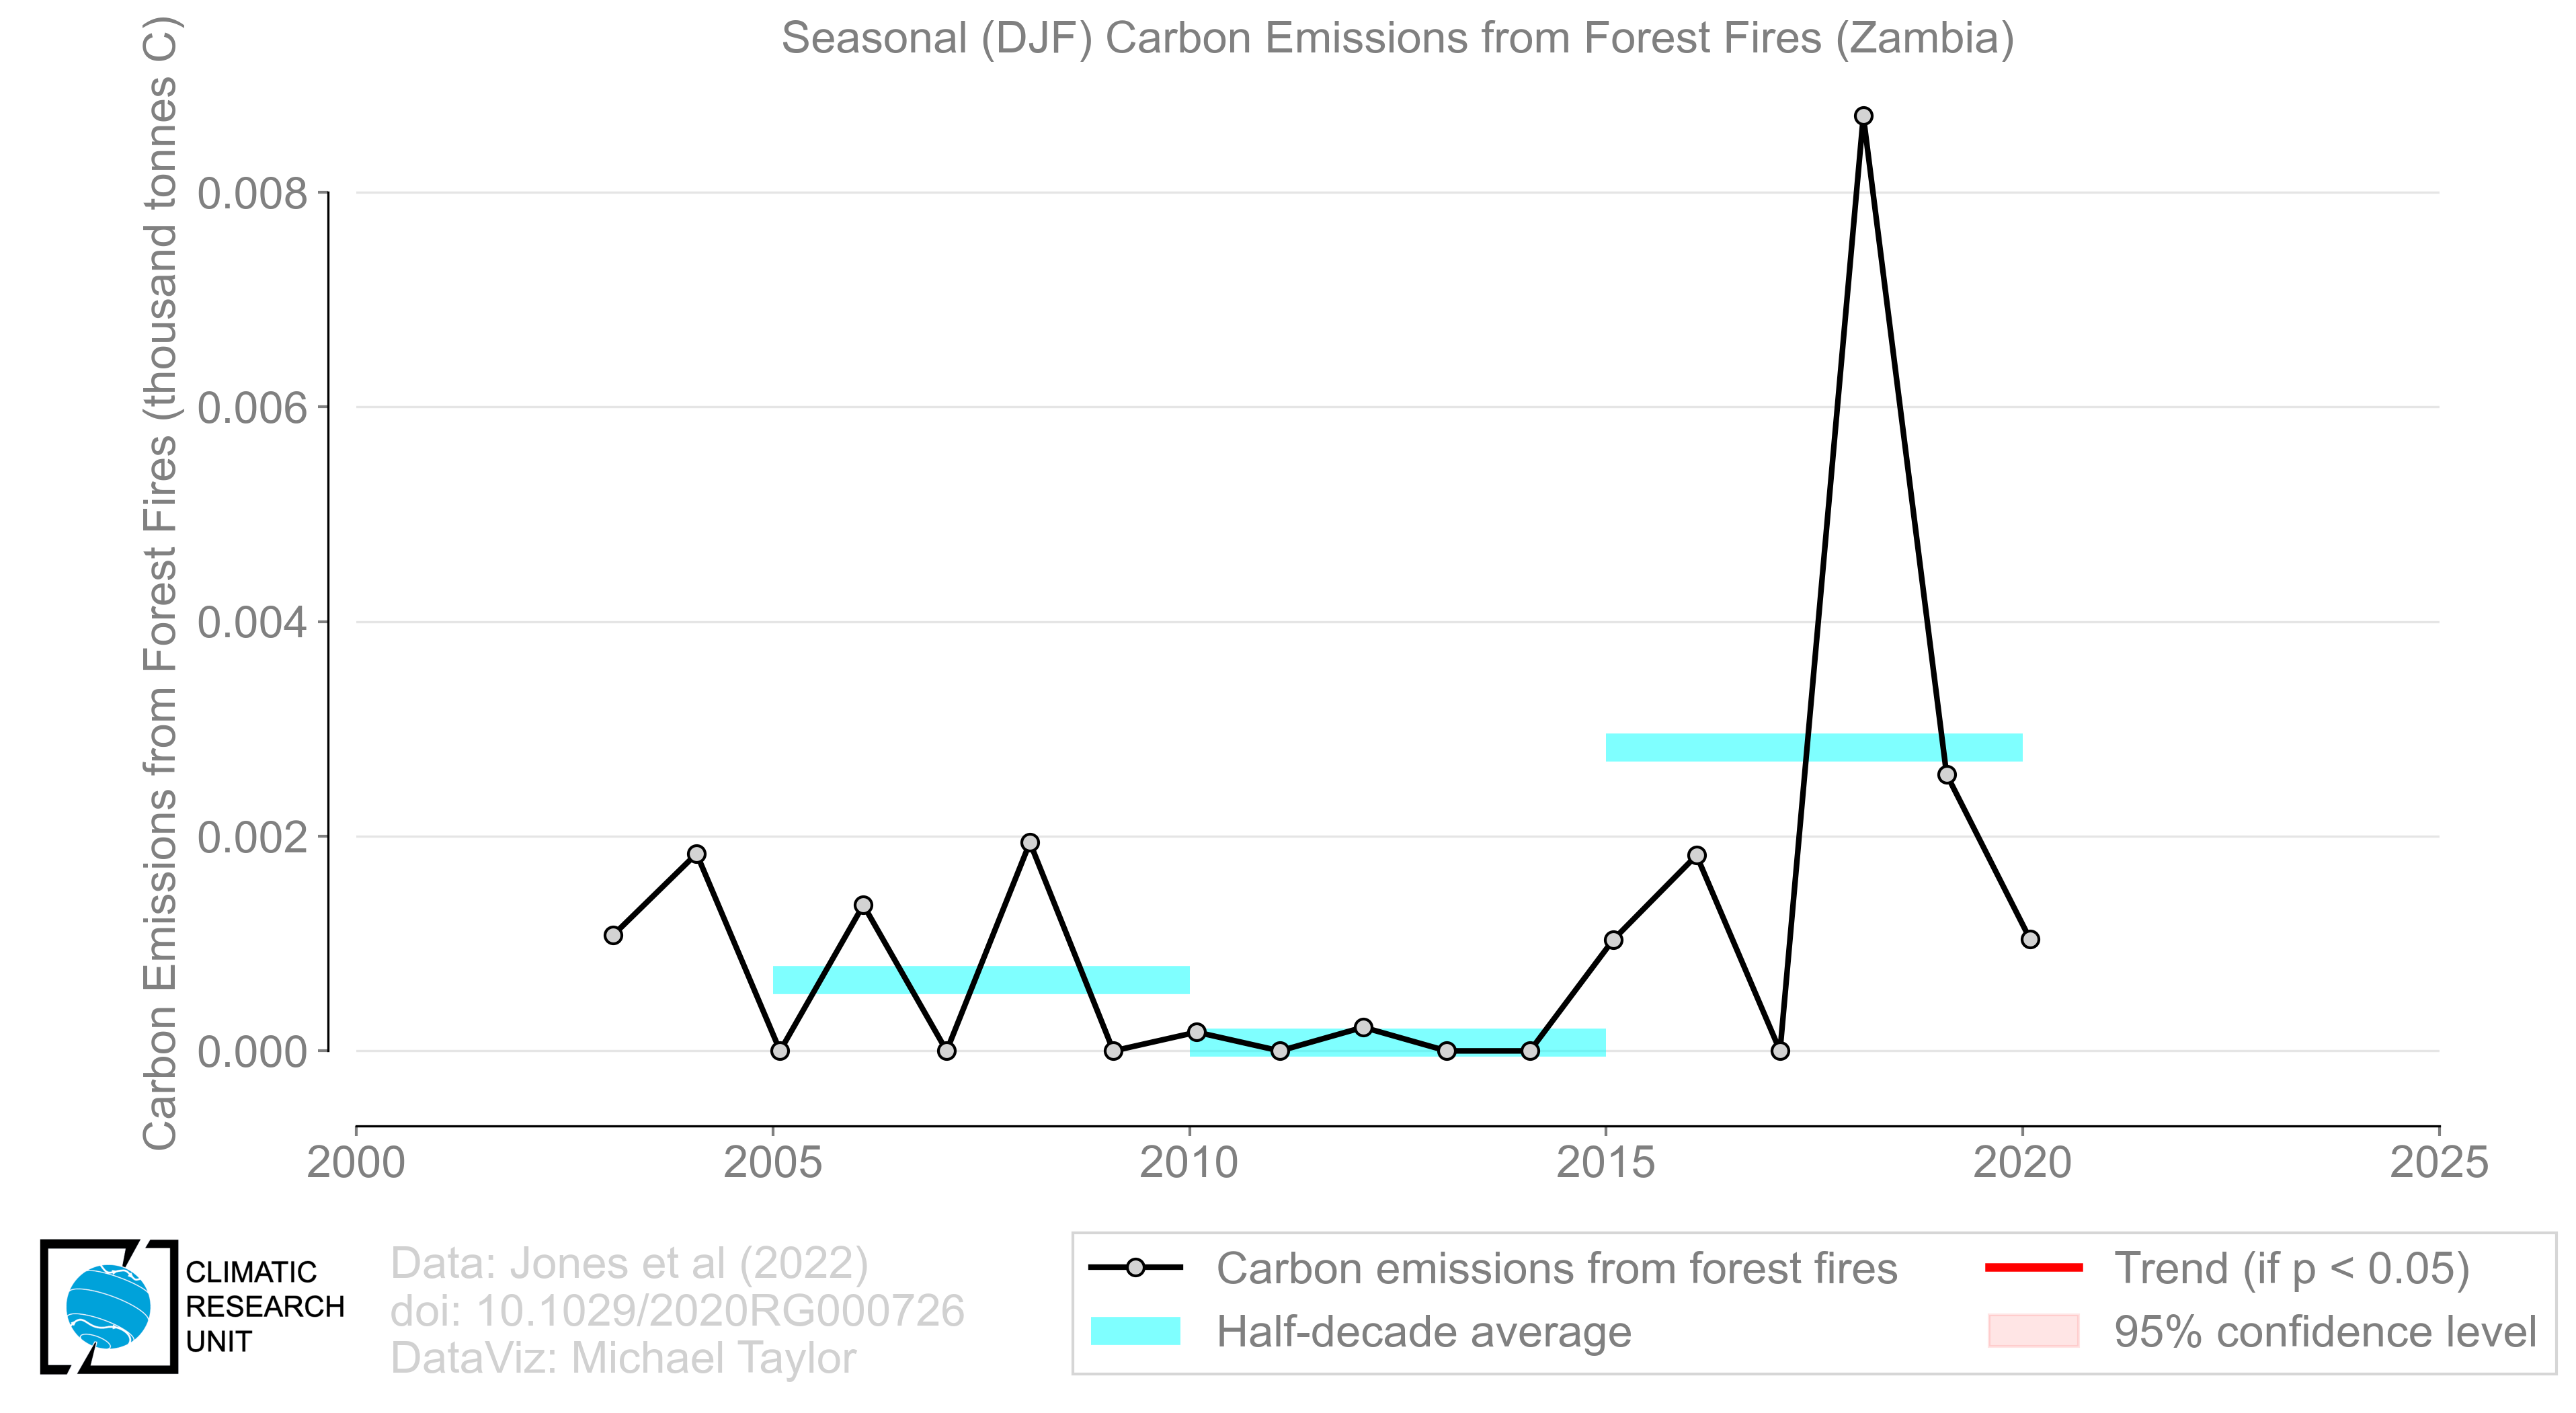 Seasonal (DJF) Carbon Emissions from Forest Fires (Zambia)
Carbon Emissions from Forest Fires (thousand tonnes C)
0.008
0.006
0.004
0.002
0.000
2000 2005 2010 2015 2020 2025
CLIMATIC
RESEARCH
UNIT
Data: Jones et al (2022)
doi: 10.1029/2020RG000726
DataViz: Michael Taylor
Carbon emissions from forest fires
Half-decade average
Trend (if p < 0.05)
95% confidence level